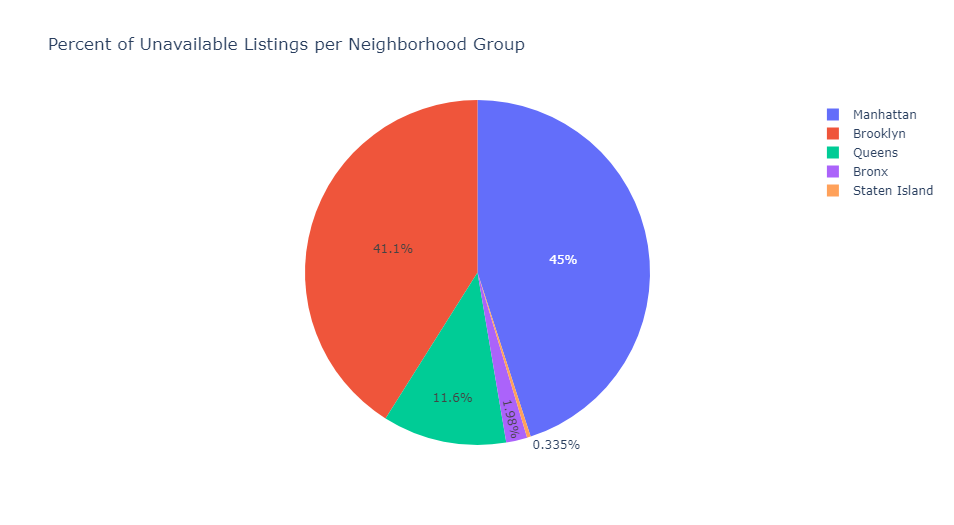 Percent of Unavailable Listings per Neighborhood Group
Manhattan
Brooklyn
Queens
Bronx
Staten Island
41.1%
45%
11.6%
1.98%
0.335%